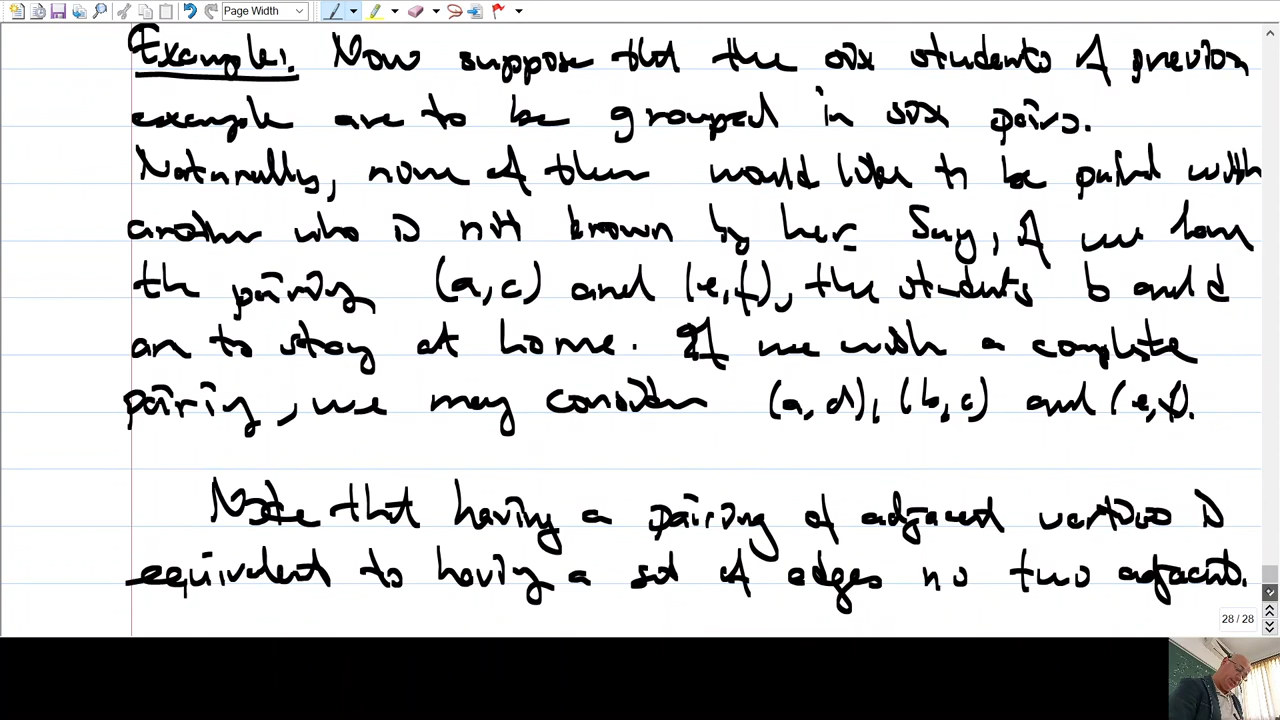 Page Width
Example: Now suppose that the six students of previous
example are to be grouped in six pairs.
Naturally, none of them would like to be paired with
another who is not known by her. Say, if we have
the pairing (a,c) and (e,f), the students b and d
are to stay at home. If we wish a complete
pairing, we may consider (a,d), (b,c) and (e,f).
Note that having a pairing of adjacent vertices is
equivalent to having a set of edges no two adjacent.
28 / 28